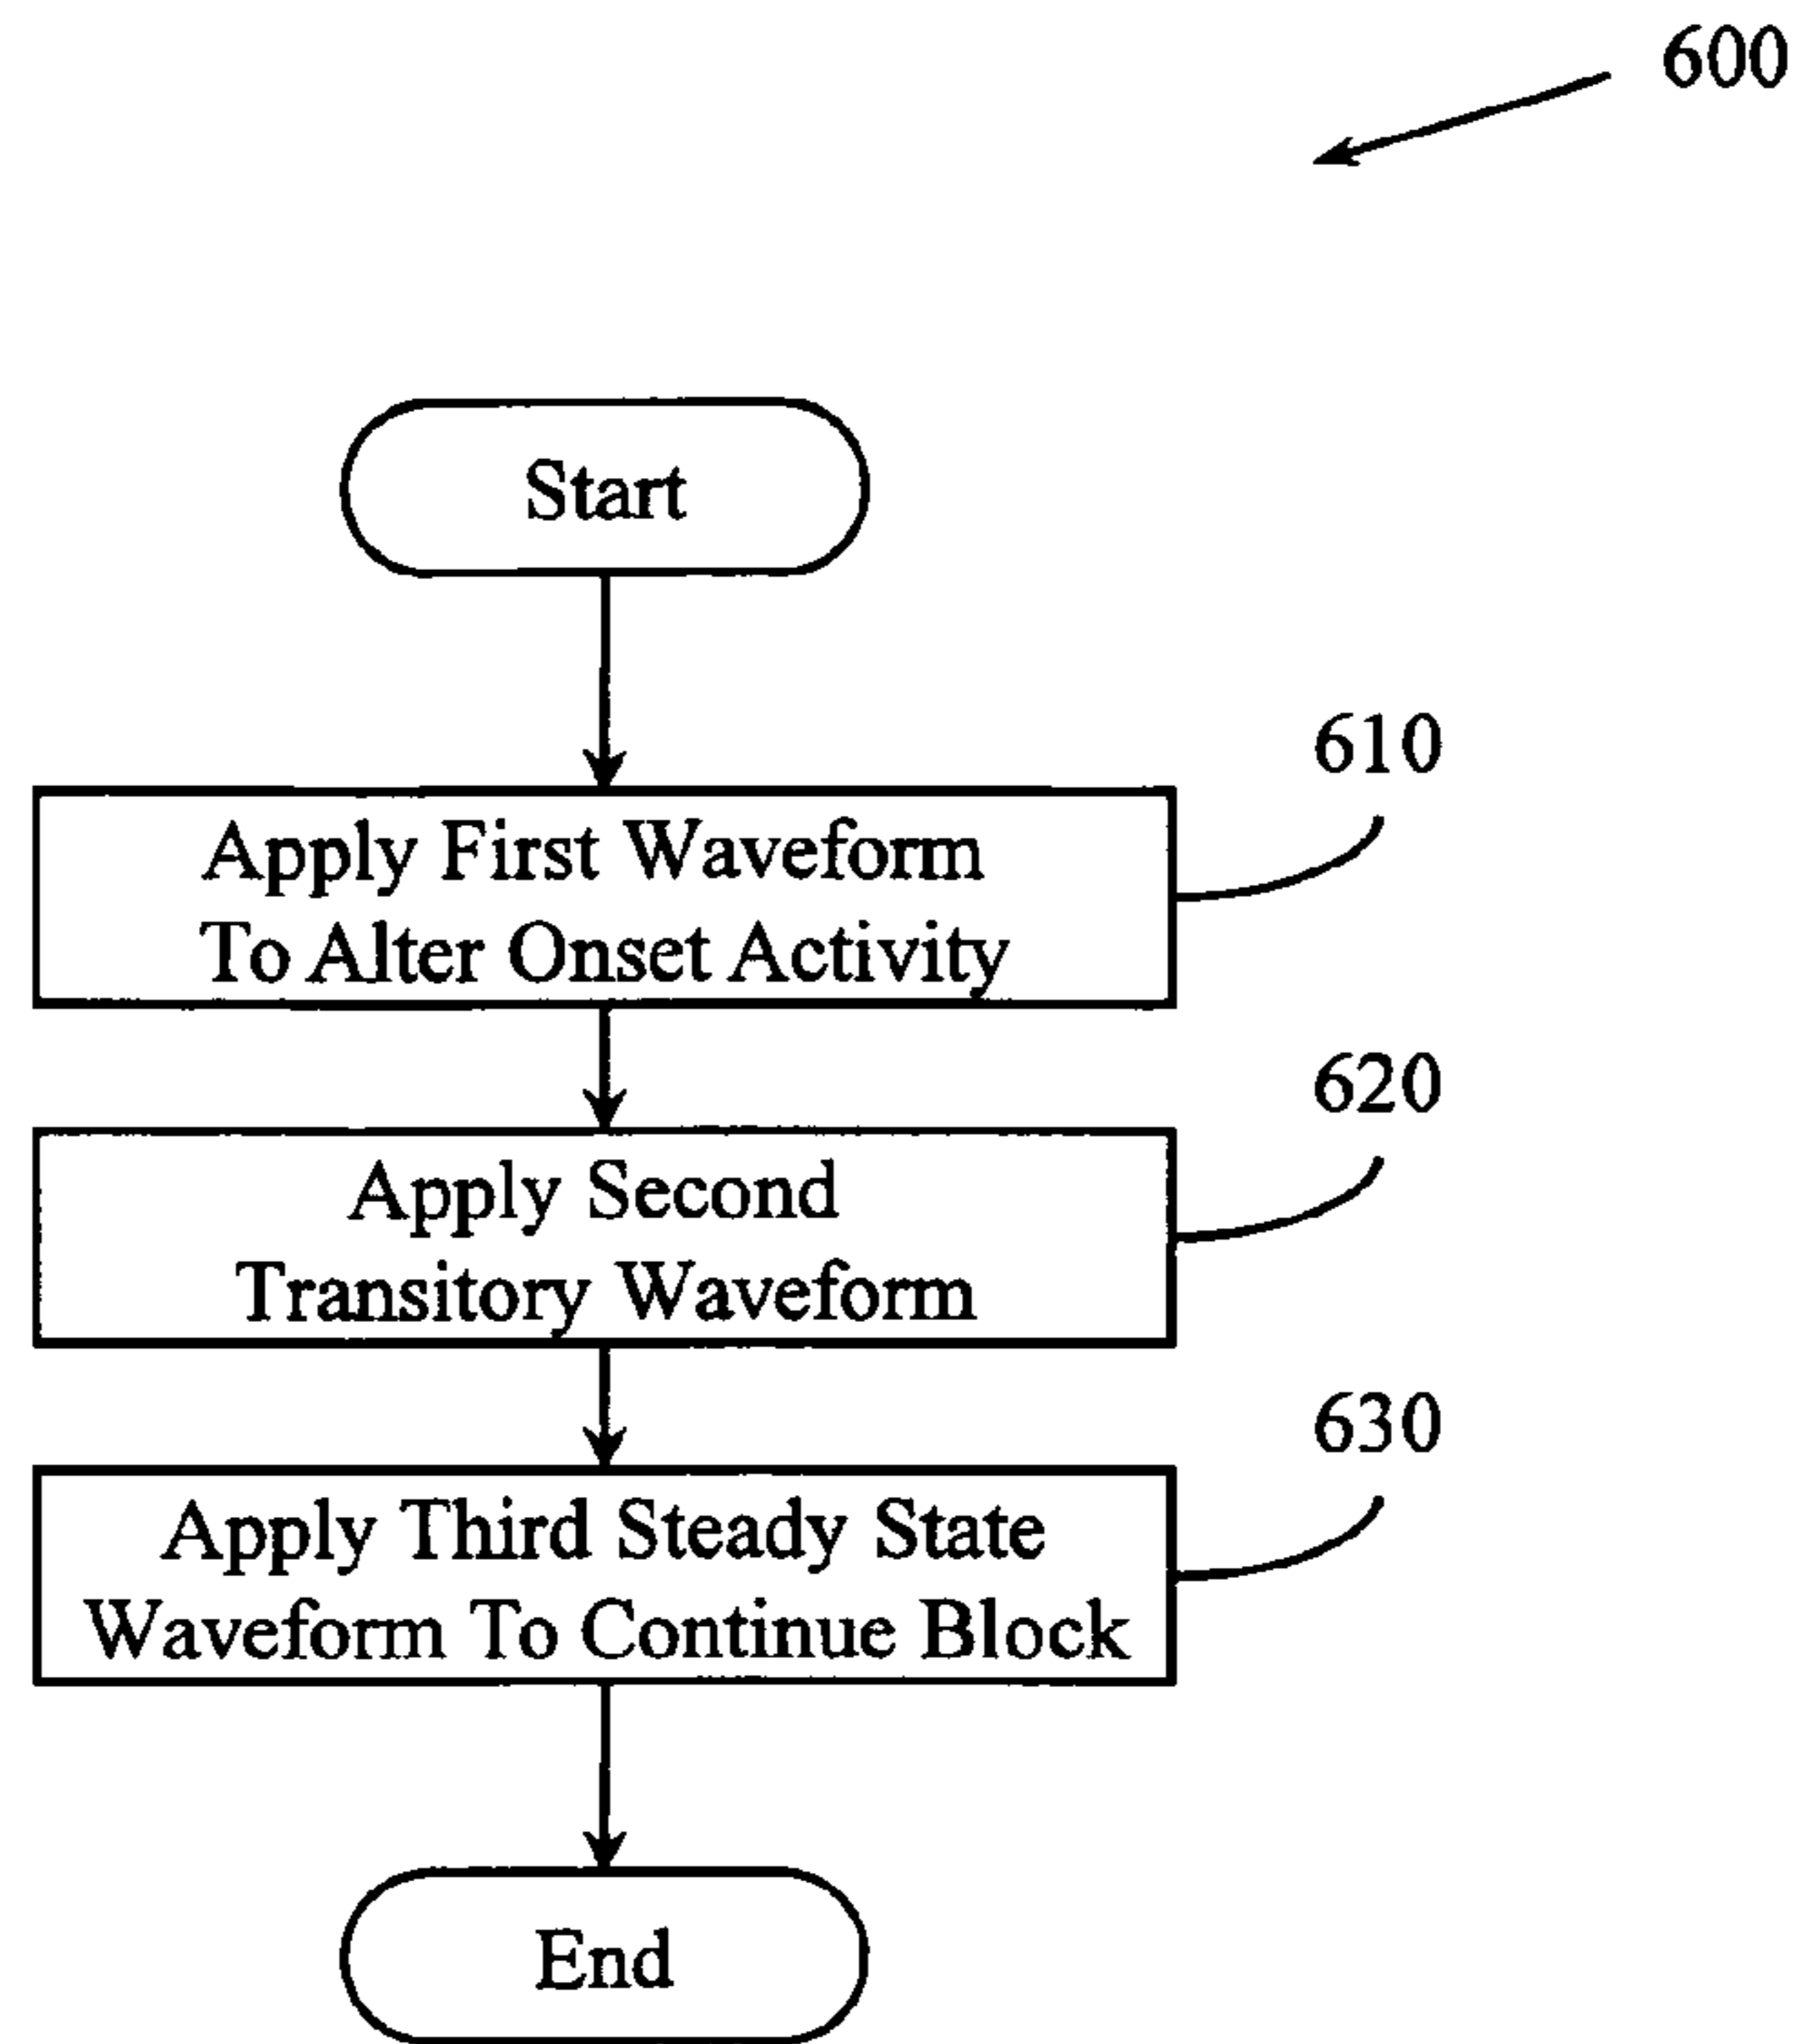 600
Start
610
Apply First Waveform
To Alter Onset Activity
620
Apply Second
Transitory Waveform
630
Apply Third Steady State
Waveform To Continue Block
End